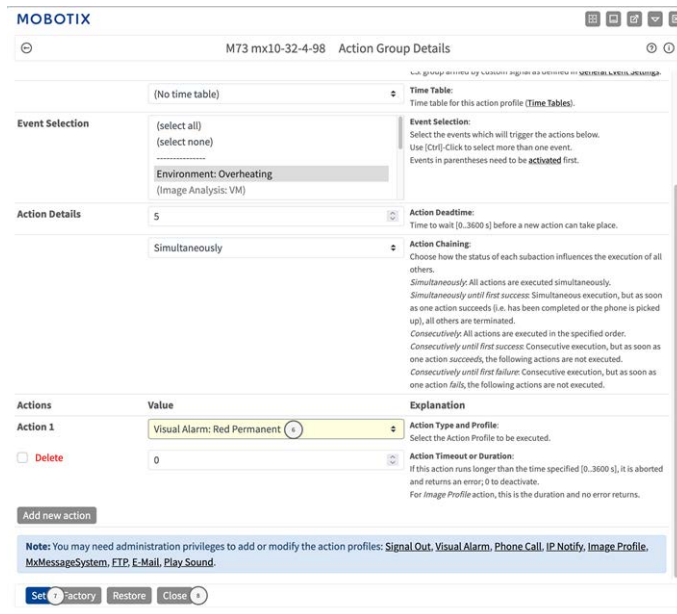 MOBOTIX
M73 mx10-32-4-98 Action Group Details
C.S. group armed by custom signal as defined in General Event Settings.
(No time table)
Time Table:
Time table for this action profile (Time Tables).
Event Selection
(select all)
(select none)
---------------
Environment: Overheating
(Image Analysis: VM)
Event Selection:
Select the events which will trigger the actions below.
Use [Ctrl]-Click to select more than one event.
Events in parentheses need to be activated first.
Action Details
5
Action Deadtime:
Time to wait [0..3600 s] before a new action can take place.
Simultaneously
Action Chaining:
Choose how the status of each subaction influences the execution of all
others.
Simultaneously: All actions are executed simultaneously.
Simultaneously until first success: Simultaneous execution, but as soon
as one action succeeds (i.e. has been completed or the phone is picked
up), all others are terminated.
Consecutively: All actions are executed in the specified order.
Consecutively until first success: Consecutive execution, but as soon as
one action succeeds, the following actions are not executed.
Consecutively until first failure: Consecutive execution, but as soon as
one action fails, the following actions are not executed.
Actions Value Explanation
Action 1
Visual Alarm: Red Permanent 6
Action Type and Profile:
Select the Action Profile to be executed.
Delete
0
Action Timeout or Duration:
If this action runs longer than the time specified [0..3600 s], it is aborted
and returns an error; 0 to deactivate.
For Image Profile action, this is the duration and no error returns.
Add new action
Note: You may need administration privileges to add or modify the action profiles: Signal Out, Visual Alarm, Phone Call, IP Notify, Image Profile,
MxMessageSystem, FTP, E-Mail, Play Sound.
Set 7 Factory Restore Close 8